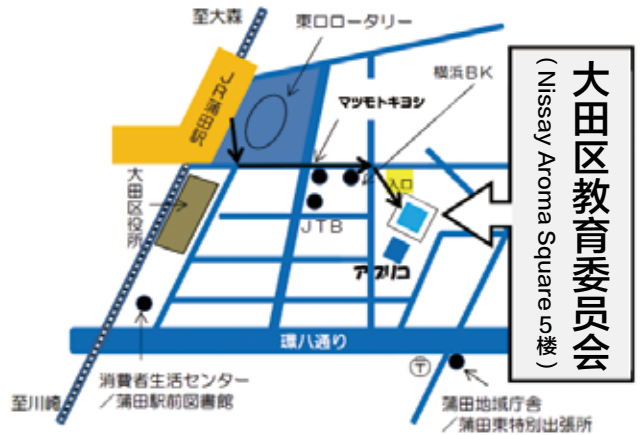 至大森
東口ロータリー
横浜BK
マツモトキヨシ
JR蒲田駅
大田区役所
入口
JTB
アプリコ
大田区教育委员会
(Nissay Aroma Square 5楼)
環八通り
〒
消費者生活センター
/蒲田駅前図書館
至川崎
蒲田地域庁舎
/蒲田東特別出張所